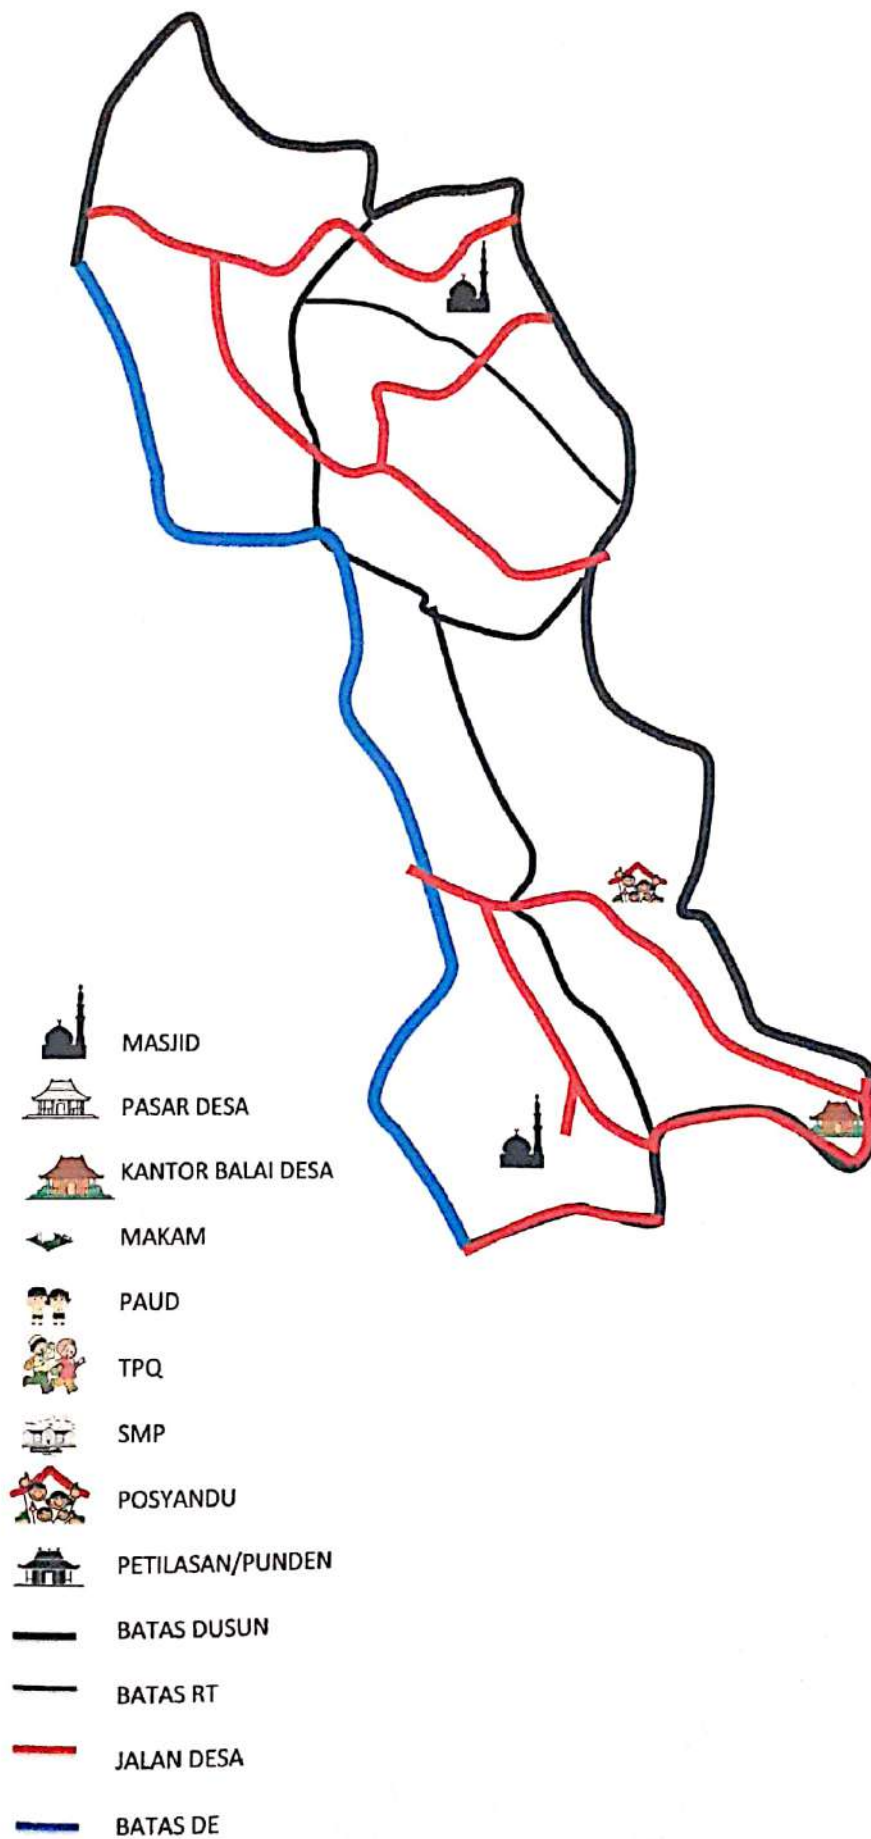 MASJID
PASAR DESA
KANTOR BALAI DESA
MAKAM
PAUD
TPQ
SMP
POSYANDU
PETILASAN/PUNDEN
BATAS DUSUN
BATAS RT
JALAN DESA
BATAS DE